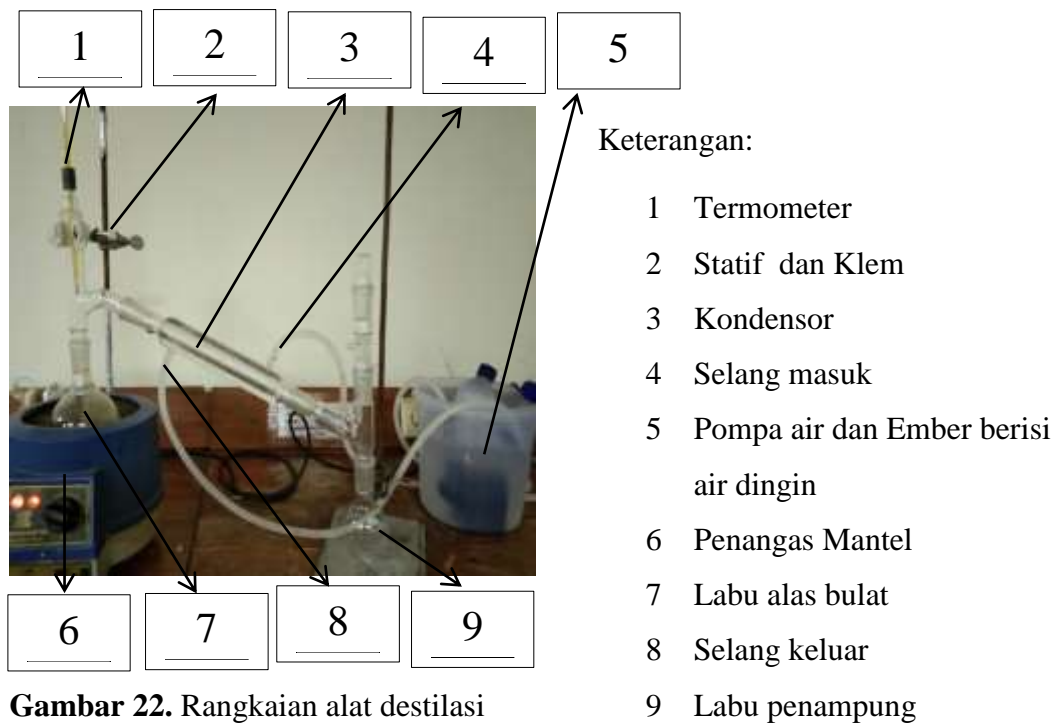 1 2 3 4 5
Keterangan:
1 Termometer
2 Statif dan Klem
3 Kondensor
4 Selang masuk
5 Pompa air dan Ember berisi
air dingin
6 Penangas Mantel
7 Labu alas bulat
8 Selang keluar
9 Labu penampung
6 7 8 9
Gambar 22. Rangkaian alat destilasi